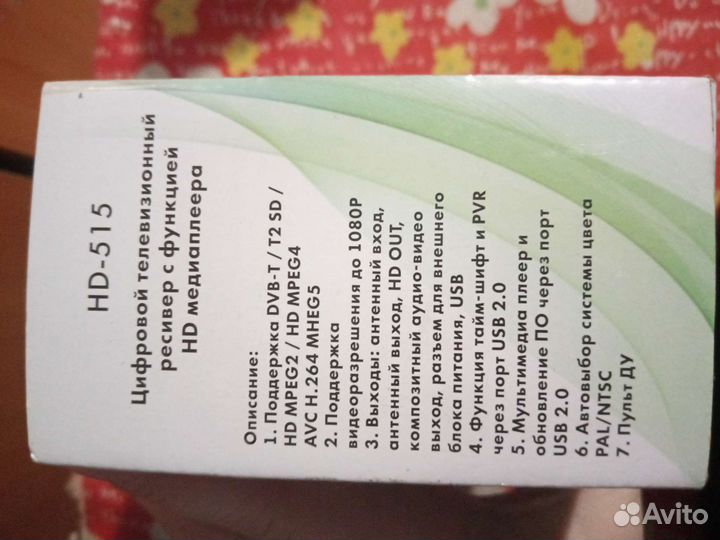 HD-515
Цифровой телевизионный
ресивер с функцией
HD медиаплеера
Описание:
1. Поддержка DVB-T / T2 SD /
HD MPEG2 / HD MPEG4
AVC H.264 MHEG5
2. Поддержка
видеоразрешения до 1080P
3. Выходы: антенный вход,
антенный выход, HD OUT,
композитный аудио-видео
выход, разъем для внешнего
блока питания, USB
4. Функция тайм-шифт и PVR
через порт USB 2.0
5. Мультимедиа плеер и
обновление ПО через порт
USB 2.0
6. Автовыбор системы цвета
PAL/NTSC
7. Пульт ДУ
Avito